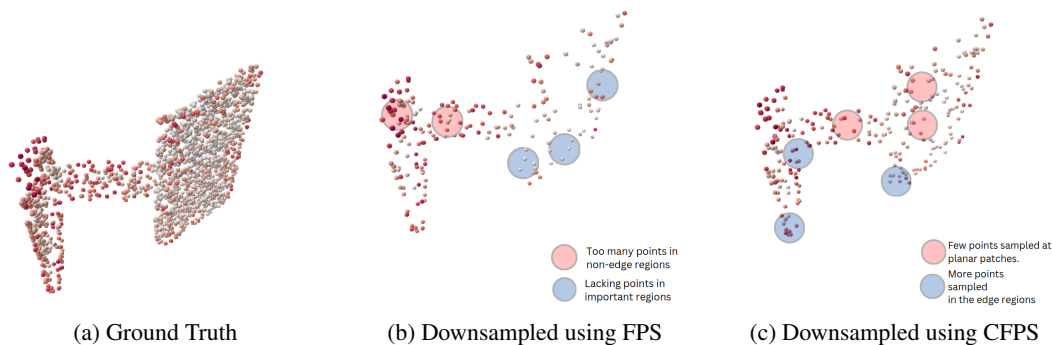 Too many points in
non-edge regions
Lacking points in
important regions
Few points sampled at
planar patches.
More points
sampled
in the edge regions
(a) Ground Truth
(b) Downsampled using FPS
(c) Downsampled using CFPS